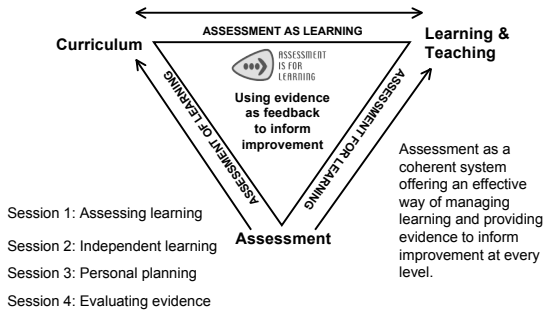 ASSESSMENT AS LEARNING
Curriculum
Learning &
Teaching
ASSESSMENT
IS FOR
LEARNING
Using evidence
as feedback
to inform
improvement
ASSESSMENT OF LEARNING
ASSESSMENT FOR LEARNING
Assessment
Assessment as a
coherent system
offering an effective
way of managing
learning and providing
evidence to inform
improvement at every
level.
Session 1: Assessing learning
Session 2: Independent learning
Session 3: Personal planning
Session 4: Evaluating evidence